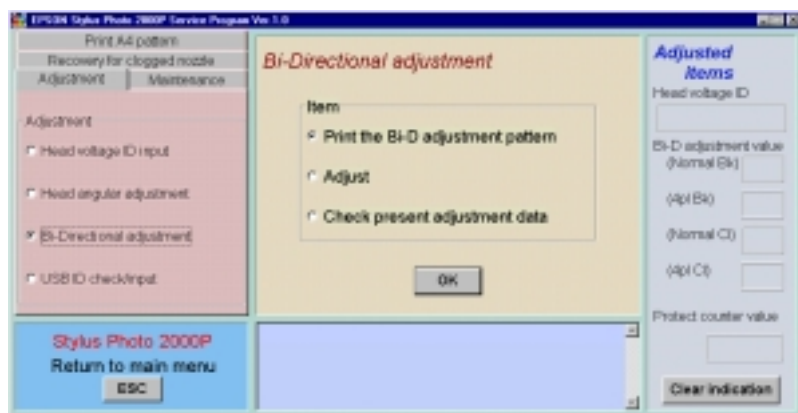 EPSON Stylus Photo 2000P Service Program Ver 1.0
Print A4 pattern
Recovery for clogged nozzle
Adjustment
Maintenance
Adjustment
Head voltage ID input
Head angular adjustment
Bi-Directional adjustment
USB ID check/input
Stylus Photo 2000P
Return to main menu
ESC
Bi-Directional adjustment
Item
Print the Bi-D adjustment pattern
Adjust
Check present adjustment data
OK
Adjusted
Items
Head voltage ID
Bi-D adjustment value
(Normal Bk)
(4pl Bk)
(Normal Cl)
(4pl Cl)
Protect counter value
Clear indication